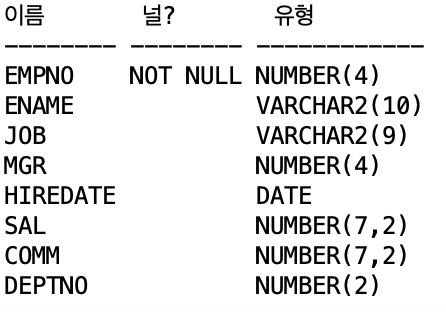 이름 널? 유형
-------- -------- ------------
EMPNO NOT NULL NUMBER(4)
ENAME VARCHAR2(10)
JOB VARCHAR2(9)
MGR NUMBER(4)
HIREDATE DATE
SAL NUMBER(7,2)
COMM NUMBER(7,2)
DEPTNO NUMBER(2)